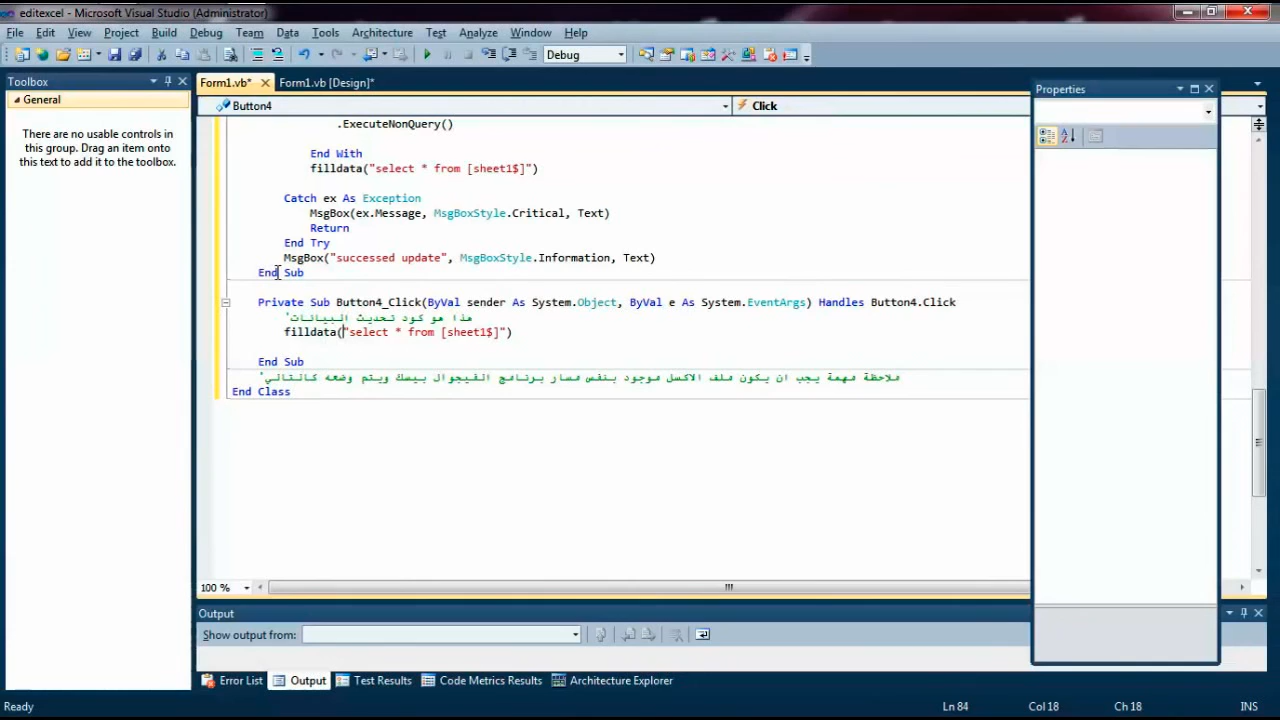 editexcel - Microsoft Visual Studio (Administrator)
File Edit View Project Build Debug Team Data Tools Architecture Test Analyze Window Help
Debug
Toolbox
Form1.vb* Form1.vb [Design]*
Properties
General
Button4 Click
There are no usable controls in
this group. Drag an item onto
this text to add it to the toolbox.
.ExecuteNonQuery()
End With
filldata("select * from [sheet1$]")
Catch ex As Exception
MsgBox(ex.Message, MsgBoxStyle.Critical, Text)
Return
End Try
MsgBox("successed update", MsgBoxStyle.Information, Text)
End Sub
Private Sub Button4_Click(ByVal sender As System.Object, ByVal e As System.EventArgs) Handles Button4.Click
'هذا هو كود تحديث البيانات
filldata("select * from [sheet1$]")
End Sub
'ملاحظة مهمة يجب ان يكون ملف الاكسل موجود بنفس مسار برنامج الفيجوال بيسك ويتم وضعه كالتالي
End Class
100 %
Output
Show output from:
Error List Output Test Results Code Metrics Results Architecture Explorer
Ready Ln 84 Col 18 Ch 18 INS